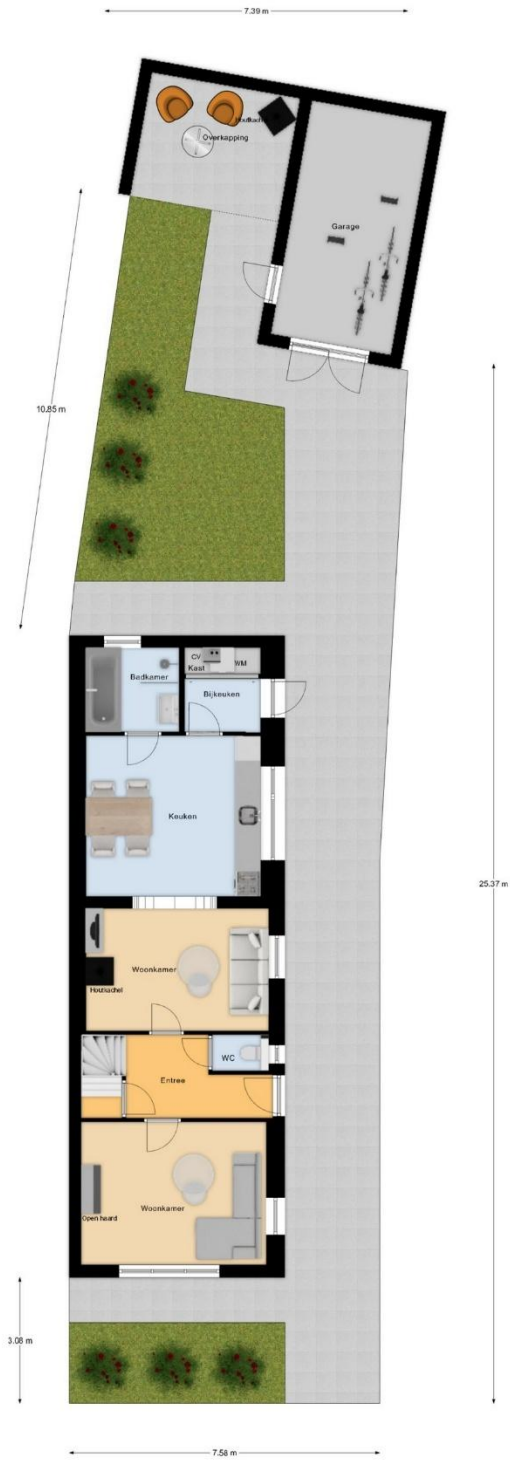 7.39 m
Houtkachel
Overkapping
Garage
10.85 m
CV
Kast
WM
Badkamer
Bijkeuken
Keuken
25.37 m
Woonkamer
Houtkachel
WC
Entree
Woonkamer
Open haard
3.08 m
7.58 m